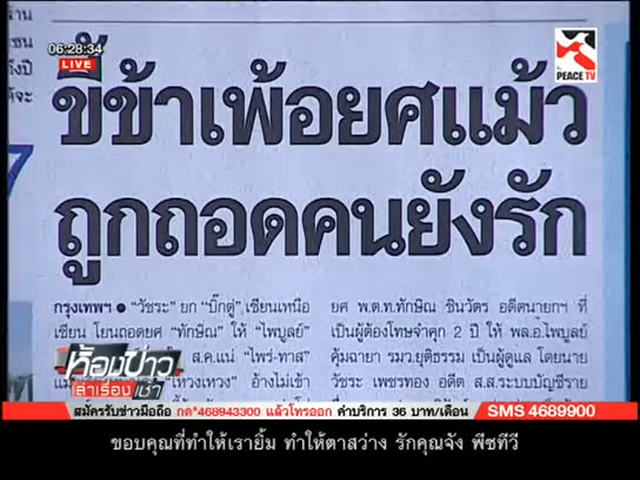 06:28:34
LIVE
PEACE TV
ขี้ข้าเพ้อยศแม้ว
ถูกถอดคนยังรัก
กรุงเทพฯ ● “วัชระ” ยก “บิ๊กตู่” เซียนเหนือ
เซียน โยนถอดยศ “ทักษิณ” ให้ “ไพบูลย์”
ส.ค.แน่ “ไพร่-ทาส”
“เหวงเหวง” อ้างไม่เข้า
ยศ พ.ต.ท.ทักษิณ ชินวัตร อดีตนายกฯ ที่
เป็นผู้ต้องโทษจำคุก 2 ปี ให้ พล.อ.ไพบูลย์
คุ้มฉายา รมว.ยุติธรรม เป็นผู้ดูแล โดยนาย
วัชระ เพชรทอง อดีต ส.ส.ระบบบัญชีราย
ห้องข่าว
เล่าเรื่อง เช้า
สมัครรับข่าวมือถือ กด*468943300 แล้วโทรออก ค่าบริการ 36 บาท/เดือน SMS 4689900
ขอบคุณที่ทำให้เรายิ้ม ทำให้ตาสว่าง รักคุณจัง พีซทีวี